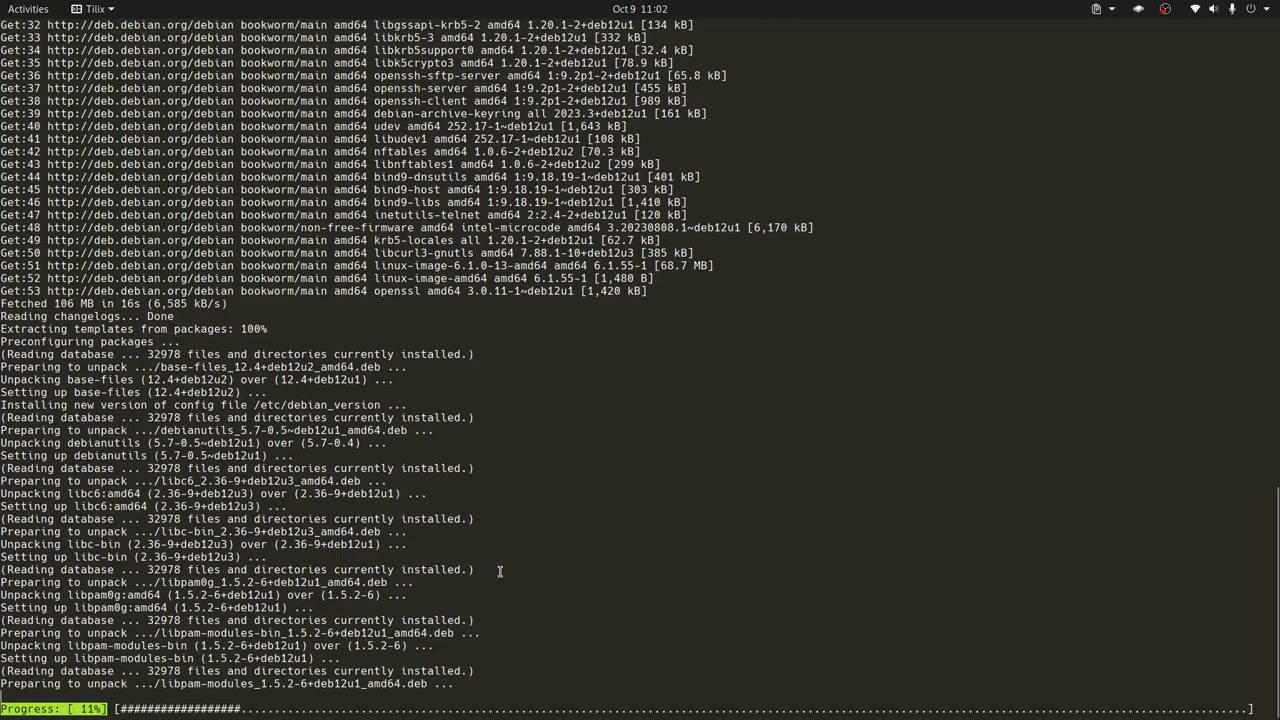 Activities
Tilix
Oct 9 11:02
Get:32 http://deb.debian.org/debian bookworm/main amd64 libgssapi-krb5-2 amd64 1.20.1-2+deb12u1 [134 kB]
Get:33 http://deb.debian.org/debian bookworm/main amd64 libkrb5-3 amd64 1.20.1-2+deb12u1 [332 kB]
Get:34 http://deb.debian.org/debian bookworm/main amd64 libkrb5support0 amd64 1.20.1-2+deb12u1 [32.4 kB]
Get:35 http://deb.debian.org/debian bookworm/main amd64 libk5crypto3 amd64 1.20.1-2+deb12u1 [78.9 kB]
Get:36 http://deb.debian.org/debian bookworm/main amd64 openssh-sftp-server amd64 1:9.2p1-2+deb12u1 [65.8 kB]
Get:37 http://deb.debian.org/debian bookworm/main amd64 openssh-server amd64 1:9.2p1-2+deb12u1 [455 kB]
Get:38 http://deb.debian.org/debian bookworm/main amd64 openssh-client amd64 1:9.2p1-2+deb12u1 [989 kB]
Get:39 http://deb.debian.org/debian bookworm/main amd64 debian-archive-keyring all 2023.3+deb12u1 [161 kB]
Get:40 http://deb.debian.org/debian bookworm/main amd64 udev amd64 252.17-1~deb12u1 [1,643 kB]
Get:41 http://deb.debian.org/debian bookworm/main amd64 libudev1 amd64 252.17-1~deb12u1 [108 kB]
Get:42 http://deb.debian.org/debian bookworm/main amd64 nftables amd64 1.0.6-2+deb12u2 [70.3 kB]
Get:43 http://deb.debian.org/debian bookworm/main amd64 libnftables1 amd64 1.0.6-2+deb12u2 [299 kB]
Get:44 http://deb.debian.org/debian bookworm/main amd64 bind9-dnsutils amd64 1:9.18.19-1~deb12u1 [401 kB]
Get:45 http://deb.debian.org/debian bookworm/main amd64 bind9-host amd64 1:9.18.19-1~deb12u1 [303 kB]
Get:46 http://deb.debian.org/debian bookworm/main amd64 bind9-libs amd64 1:9.18.19-1~deb12u1 [1,410 kB]
Get:47 http://deb.debian.org/debian bookworm/main amd64 inetutils-telnet amd64 2:2.4-2+deb12u1 [120 kB]
Get:48 http://deb.debian.org/debian bookworm/non-free-firmware amd64 intel-microcode amd64 3.20230808.1~deb12u1 [6,170 kB]
Get:49 http://deb.debian.org/debian bookworm/main amd64 krb5-locales all 1.20.1-2+deb12u1 [62.7 kB]
Get:50 http://deb.debian.org/debian bookworm/main amd64 libcurl3-gnutls amd64 7.88.1-10+deb12u3 [385 kB]
Get:51 http://deb.debian.org/debian bookworm/main amd64 linux-image-6.1.0-13-amd64 amd64 6.1.55-1 [68.7 MB]
Get:52 http://deb.debian.org/debian bookworm/main amd64 linux-image-amd64 amd64 6.1.55-1 [1,480 B]
Get:53 http://deb.debian.org/debian bookworm/main amd64 openssl amd64 3.0.11-1~deb12u1 [1,420 kB]
Fetched 106 MB in 16s (6,585 kB/s)
Reading changelogs... Done
Extracting templates from packages: 100%
Preconfiguring packages ...
(Reading database ... 32978 files and directories currently installed.)
Preparing to unpack .../base-files_12.4+deb12u2_amd64.deb ...
Unpacking base-files (12.4+deb12u2) over (12.4+deb12u1) ...
Setting up base-files (12.4+deb12u2) ...
Installing new version of config file /etc/debian_version ...
(Reading database ... 32978 files and directories currently installed.)
Preparing to unpack .../debianutils_5.7-0.5~deb12u1_amd64.deb ...
Unpacking debianutils (5.7-0.5~deb12u1) over (5.7-0.4) ...
Setting up debianutils (5.7-0.5~deb12u1) ...
(Reading database ... 32978 files and directories currently installed.)
Preparing to unpack .../libc6_2.36-9+deb12u3_amd64.deb ...
Unpacking libc6:amd64 (2.36-9+deb12u3) over (2.36-9+deb12u1) ...
Setting up libc6:amd64 (2.36-9+deb12u3) ...
(Reading database ... 32978 files and directories currently installed.)
Preparing to unpack .../libc-bin_2.36-9+deb12u3_amd64.deb ...
Unpacking libc-bin (2.36-9+deb12u3) over (2.36-9+deb12u1) ...
Setting up libc-bin (2.36-9+deb12u3) ...
(Reading database ... 32978 files and directories currently installed.)
Preparing to unpack .../libpam0g_1.5.2-6+deb12u1_amd64.deb ...
Unpacking libpam0g:amd64 (1.5.2-6+deb12u1) over (1.5.2-6) ...
Setting up libpam0g:amd64 (1.5.2-6+deb12u1) ...
(Reading database ... 32978 files and directories currently installed.)
Preparing to unpack .../libpam-modules-bin_1.5.2-6+deb12u1_amd64.deb ...
Unpacking libpam-modules-bin (1.5.2-6+deb12u1) over (1.5.2-6) ...
Setting up libpam-modules-bin (1.5.2-6+deb12u1) ...
(Reading database ... 32978 files and directories currently installed.)
Preparing to unpack .../libpam-modules_1.5.2-6+deb12u1_amd64.deb ...
Progress: [ 11%] [##################.......................................................................................................................................................]